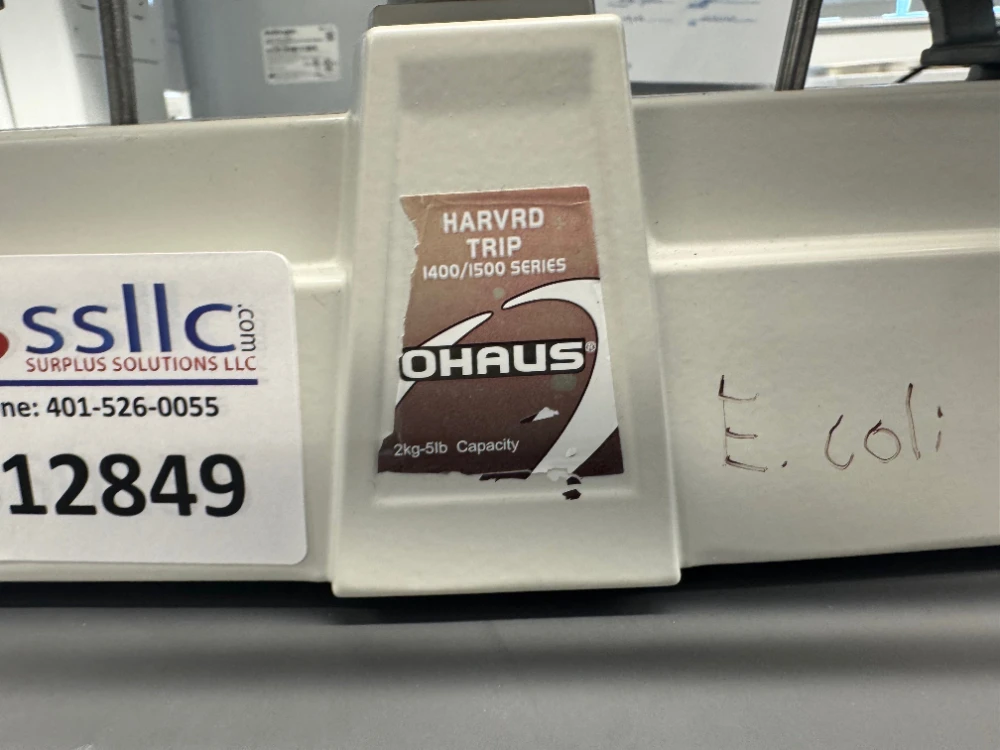 ssllc.com
SURPLUS SOLUTIONS LLC
ne: 401-526-0055
12849
HARVRD
TRIP
1400/1500 SERIES
OHAUS®
2kg-5lb Capacity
E. coli